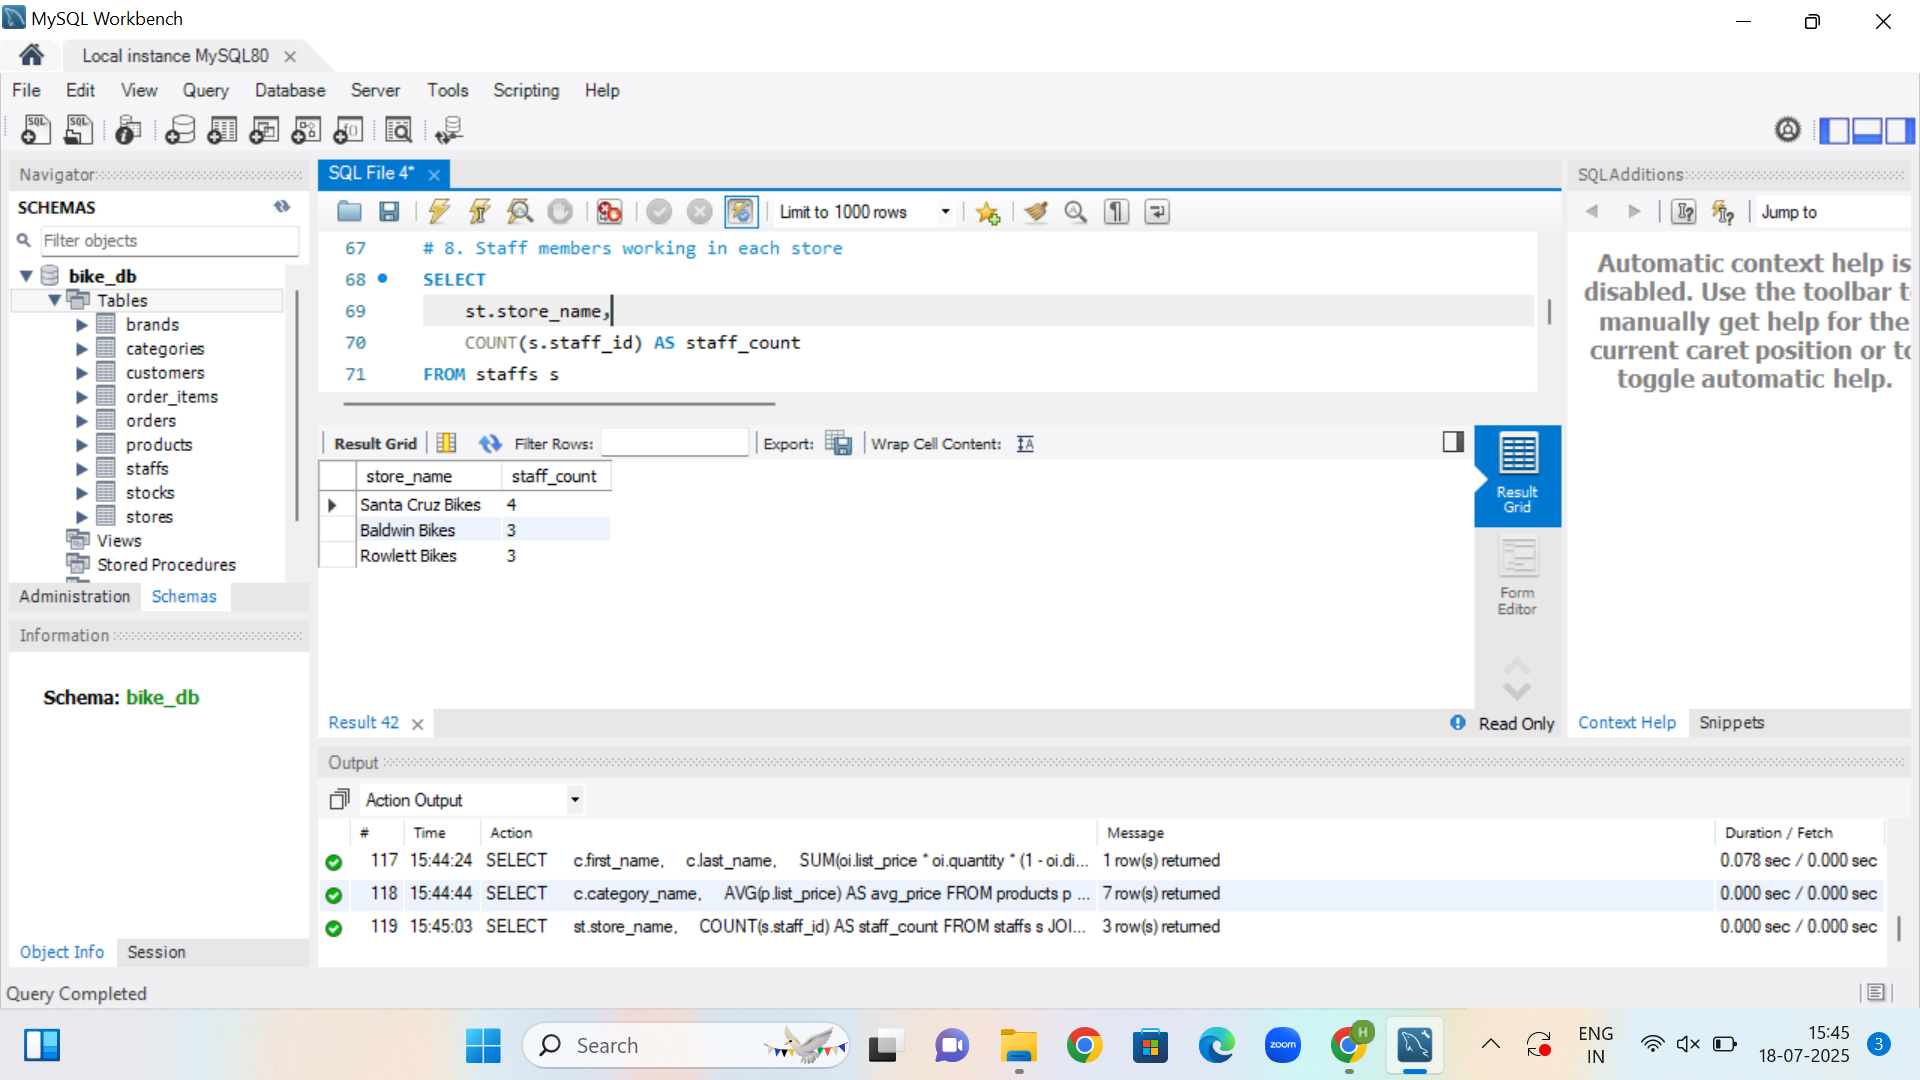 MySQL Workbench
Local instance MySQL80
File Edit View Query Database Server Tools Scripting Help
Navigator
SCHEMAS
Filter objects
bike_db
Tables
brands
categories
customers
order_items
orders
products
staffs
stocks
stores
Views
Stored Procedures
Administration Schemas
Information
Schema: bike_db
Object Info Session
SQL File 4*
Limit to 1000 rows
67 # 8. Staff members working in each store
68 SELECT
69 st.store_name,
70 COUNT(s.staff_id) AS staff_count
71 FROM staffs s
Result Grid Filter Rows: Export: Wrap Cell Content:
store_name staff_count
Santa Cruz Bikes 4
Baldwin Bikes 3
Rowlett Bikes 3
Result Grid
Form Editor
Result 42
Read Only
SQLAdditions
Jump to
Automatic context help is
disabled. Use the toolbar t
manually get help for the
current caret position or to
toggle automatic help.
Context Help Snippets
Output
Action Output
# Time Action Message Duration / Fetch
117 15:44:24 SELECT c.first_name, c.last_name, SUM(oi.list_price * oi.quantity * (1 - oi.di... 1 row(s) returned 0.078 sec / 0.000 sec
118 15:44:44 SELECT c.category_name, AVG(p.list_price) AS avg_price FROM products p ... 7 row(s) returned 0.000 sec / 0.000 sec
119 15:45:03 SELECT st.store_name, COUNT(s.staff_id) AS staff_count FROM staffs s JOI... 3 row(s) returned 0.000 sec / 0.000 sec
Query Completed
Search
zoom
H
ENG
IN
15:45
18-07-2025
3